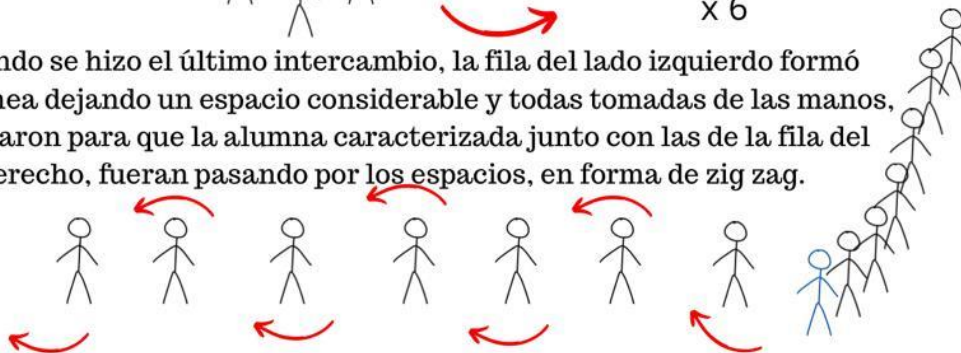 x 6
ndo se hizo el último intercambio, la fila del lado izquierdo formó
nea dejando un espacio considerable y todas tomadas de las manos,
aron para que la alumna caracterizada junto con las de la fila del
erecho, fueran pasando por los espacios, en forma de zig zag.